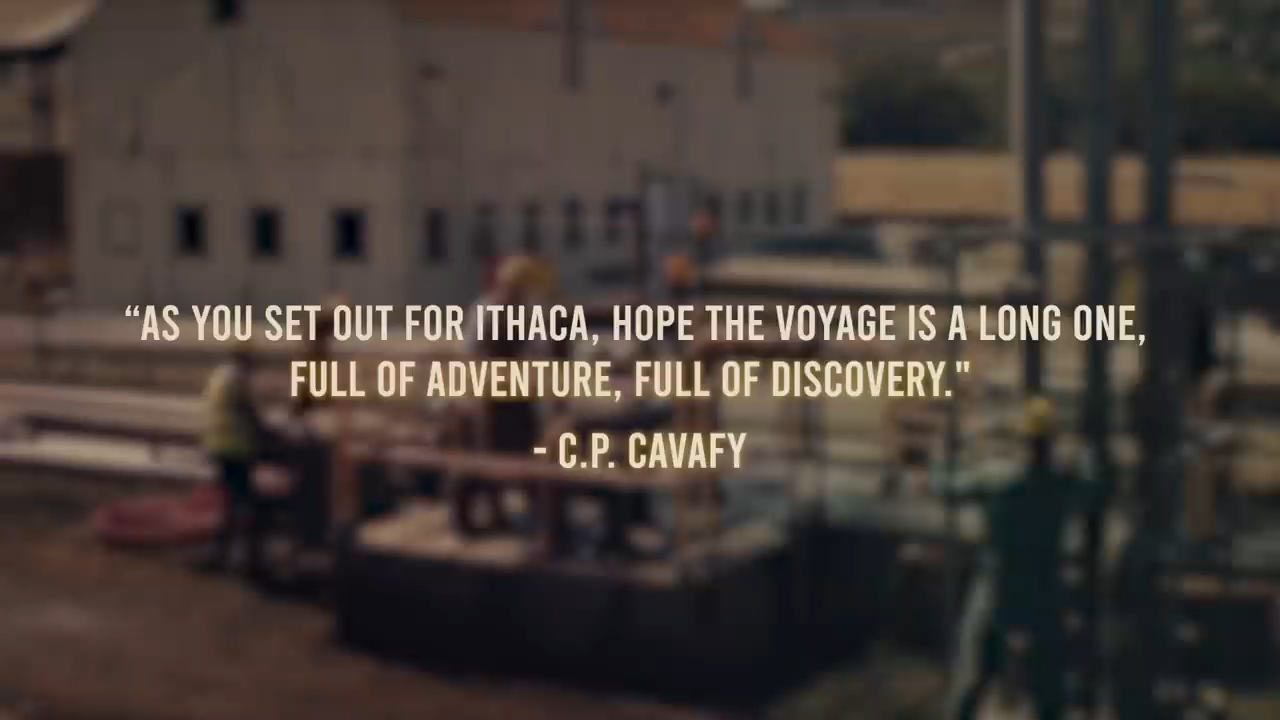 “AS YOU SET OUT FOR ITHACA, HOPE THE VOYAGE IS A LONG ONE,
FULL OF ADVENTURE, FULL OF DISCOVERY."
- C.P. CAVAFY